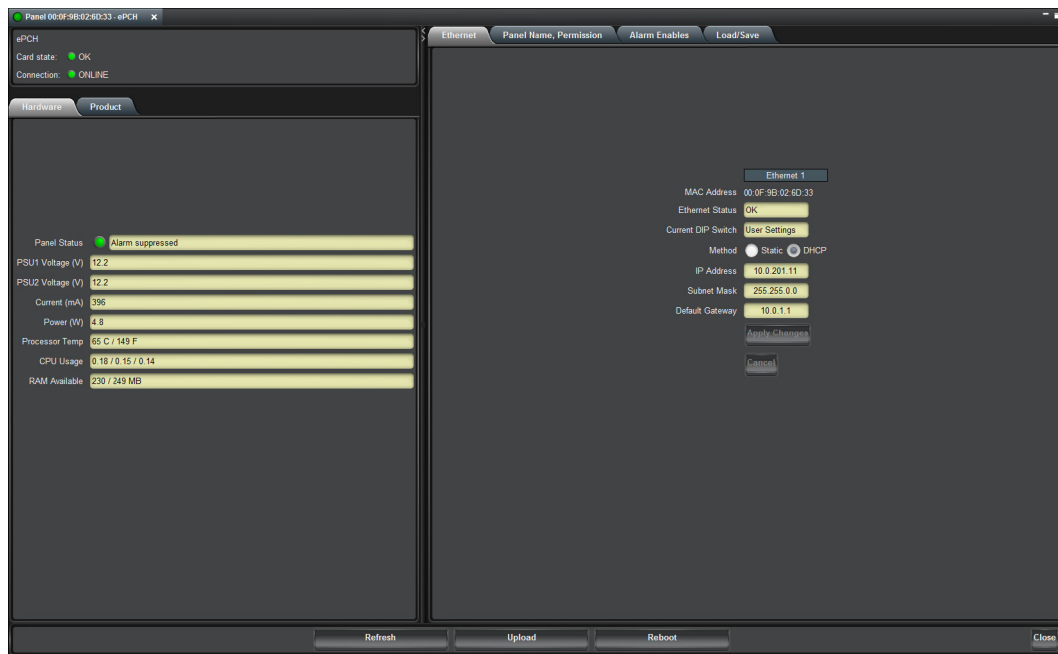 Panel 00:0F:9B:02:6D:33 - ePCH
ePCH
Card state: OK
Connection: ONLINE
Hardware Product
Panel Status Alarm suppressed
PSU1 Voltage (V) 12.2
PSU2 Voltage (V) 12.2
Current (mA) 396
Power (W) 4.8
Processor Temp 65 C / 149 F
CPU Usage 0.18 / 0.15 / 0.14
RAM Available 230 / 249 MB
Ethernet Panel Name, Permission Alarm Enables Load/Save
Ethernet 1
MAC Address 00:0F:9B:02:6D:33
Ethernet Status OK
Current DIP Switch User Settings
Method Static DHCP
IP Address 10.0.201.11
Subnet Mask 255.255.0.0
Default Gateway 10.0.1.1
Apply Changes
Cancel
Refresh Upload Reboot Close